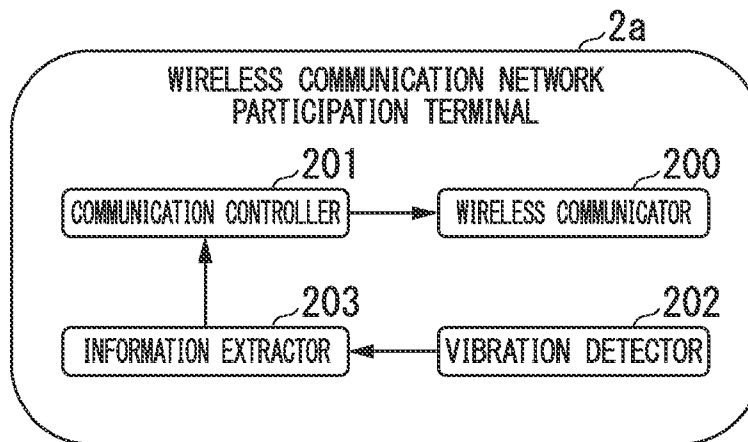 2a
WIRELESS COMMUNICATION NETWORK
PARTICIPATION TERMINAL
201
200
COMMUNICATION CONTROLLER
WIRELESS COMMUNICATOR
203
202
INFORMATION EXTRACTOR
VIBRATION DETECTOR